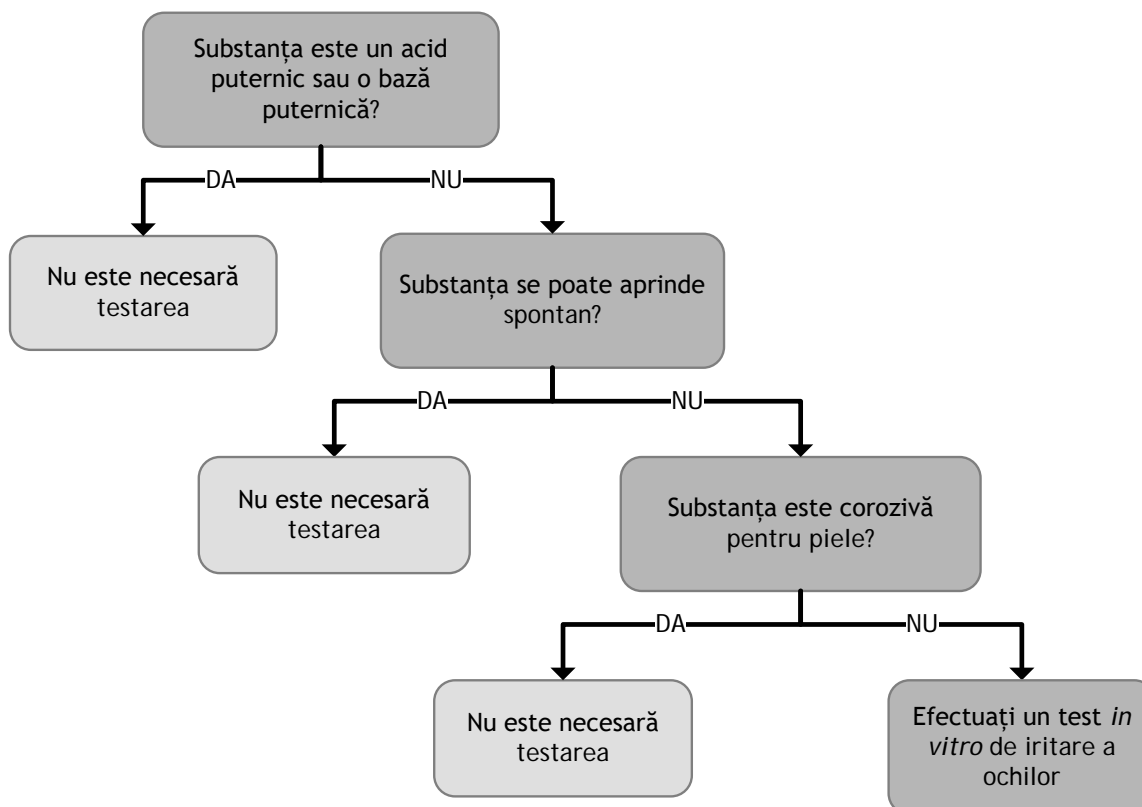 Substanța este un acid
puternic sau o bază
puternică?
DA
NU
Nu este necesară
testarea
Substanța se poate aprinde
spontan?
DA
NU
Nu este necesară
testarea
Substanța este corozivă
pentru piele?
DA
NU
Nu este necesară
testarea
Efectuați un test in
vitro de iritare a
ochilor